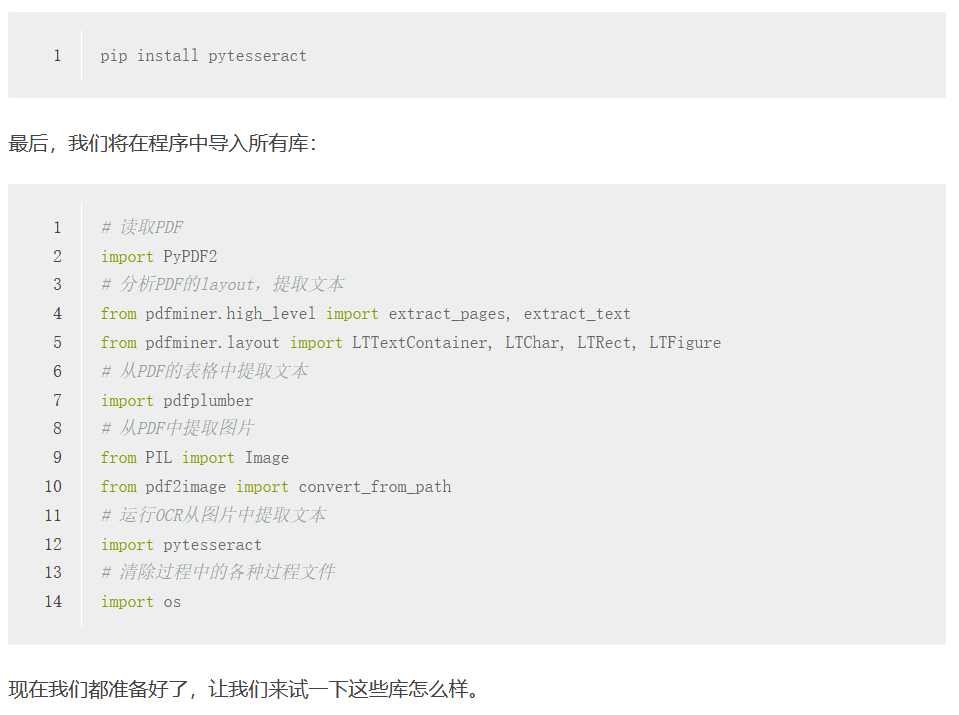 1 pip install pytesseract
最后，我们将在程序中导入所有库：
1 # 读取PDF
2 import PyPDF2
3 # 分析PDF的layout，提取文本
4 from pdfminer.high_level import extract_pages, extract_text
5 from pdfminer.layout import LTTextContainer, LTChar, LTRect, LTFigure
6 # 从PDF的表格中提取文本
7 import pdfplumber
8 # 从PDF中提取图片
9 from PIL import Image
10 from pdf2image import convert_from_path
11 # 运行OCR从图片中提取文本
12 import pytesseract
13 # 清除过程中的各种过程文件
14 import os
现在我们都准备好了，让我们来试一下这些库怎么样。